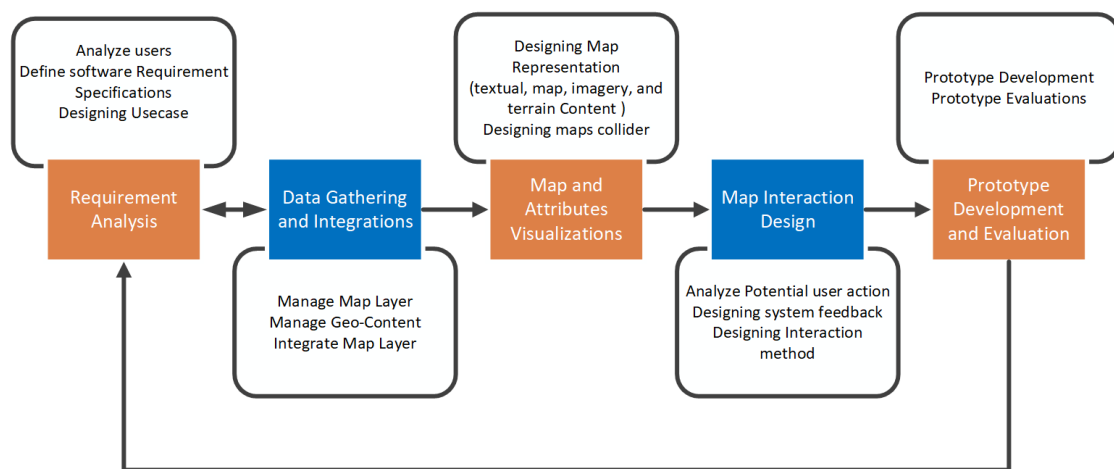 Analyze users
Define software Requirement
Specifications
Designing Usecase
Requirement
Analysis
Data Gathering
and Integrations
Manage Map Layer
Manage Geo-Content
Integrate Map Layer
Designing Map
Representation
(textual, map, imagery, and
terrain Content )
Designing maps collider
Map and
Attributes
Visualizations
Map Interaction
Design
Analyze Potential user action
Designing system feedback
Designing Interaction
method
Prototype Development
Prototype Evaluations
Prototype
Development
and Evaluation